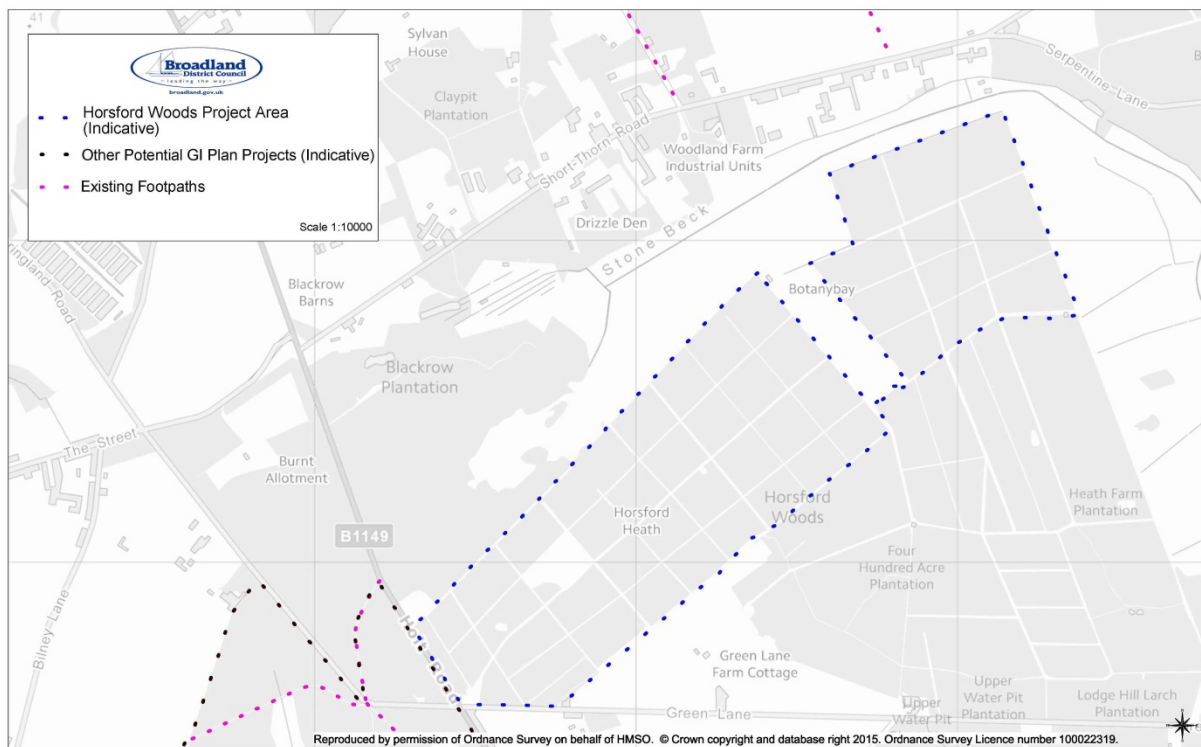 41
Broadland
District Council
leading the way
broadland.gov.uk
Horsford Woods Project Area
(Indicative)
Other Potential GI Plan Projects (Indicative)
Existing Footpaths
Scale 1:10000
Sylvan
House
Claypit
Plantation
Short-Thorn-Road
Woodland Farm
Industrial Units
Serpentine-Lane
Drizzle Den
Stone Beck
Blackrow
Barns
Botanybay
Blackrow
Plantation
The-Street
Burnt
Allotment
B1149
Horsford
Heath
Horsford
Woods
Heath Farm
Plantation
Four
Hundred Acre
Plantation
Bilney-Lane
Holt Road
Green Lane
Farm Cottage
Green Lane
Upper
Water Pit
Upper
Water Pit
Plantation
Lodge Hill Larch
Plantation
Reproduced by permission of Ordnance Survey on behalf of HMSO. © Crown copyright and database right 2015. Ordnance Survey Licence number 100022319.